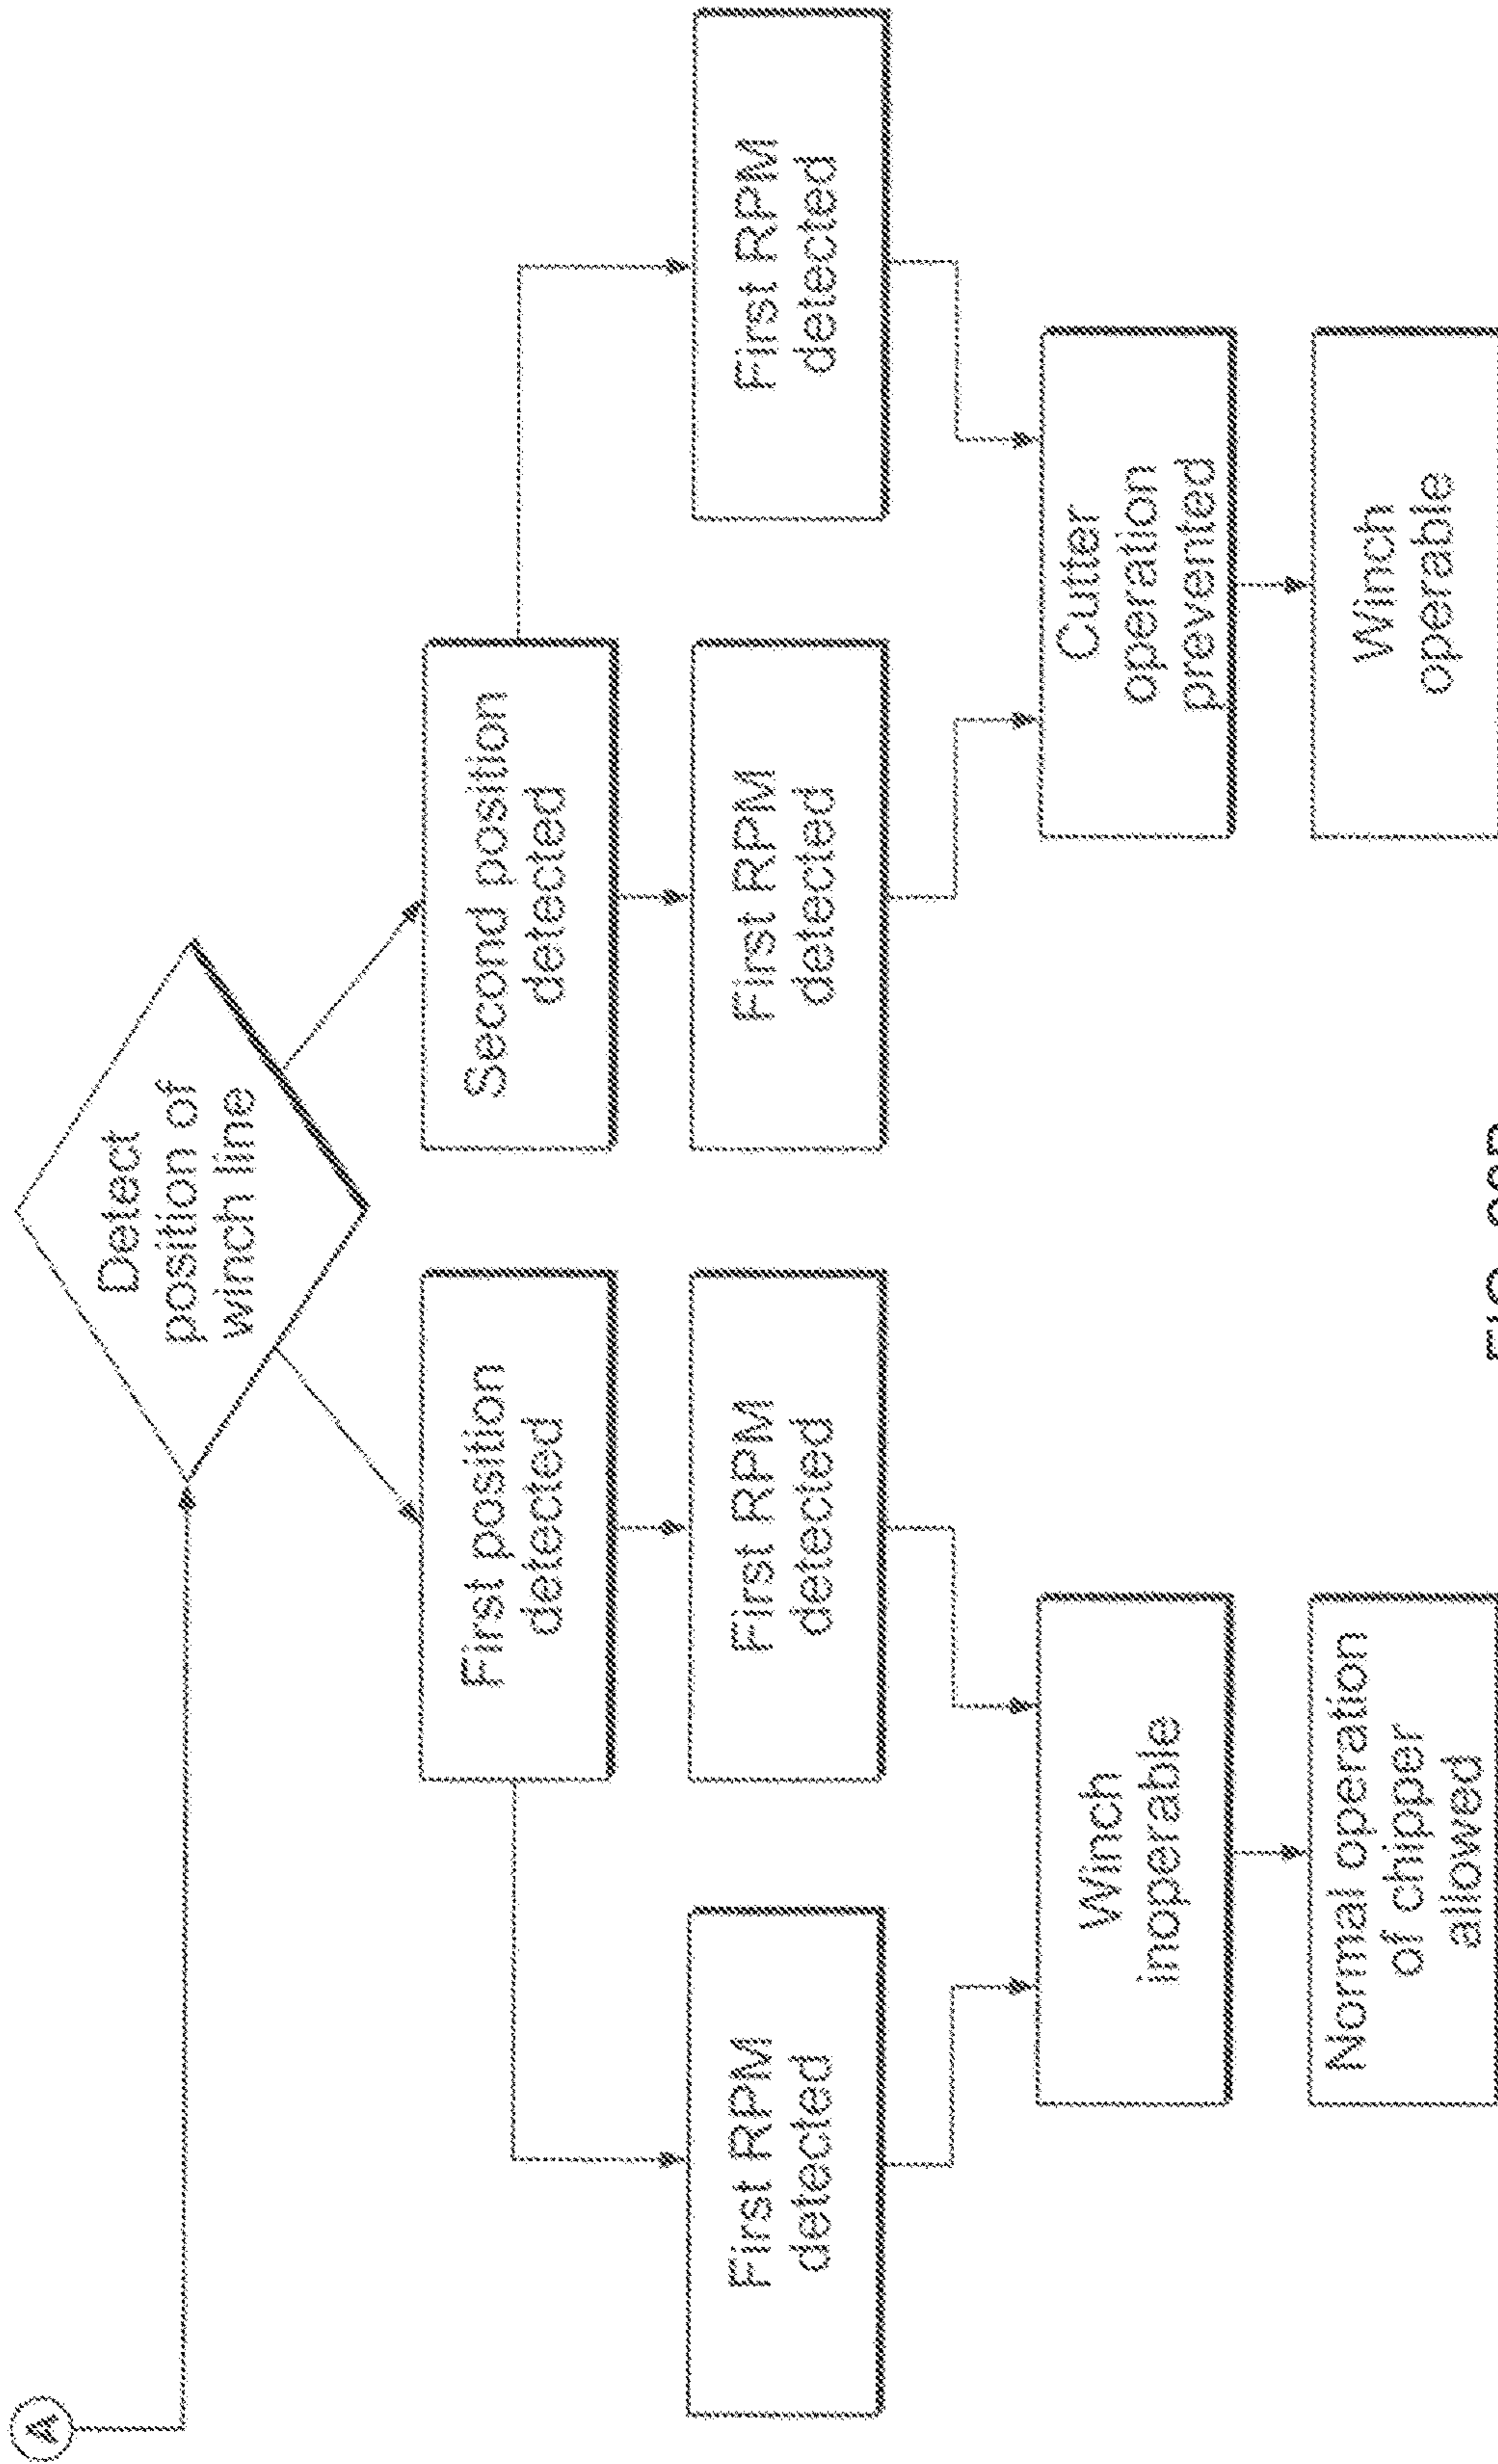 A
Detect
position of
winch line
First position
detected
Second position
detected
First RPM
detected
First RPM
detected
First RPM
detected
First RPM
detected
Winch
inoperable
Cutter
operation
prevented
Normal operation
of chipper
allowed
Winch
operable
FIG.